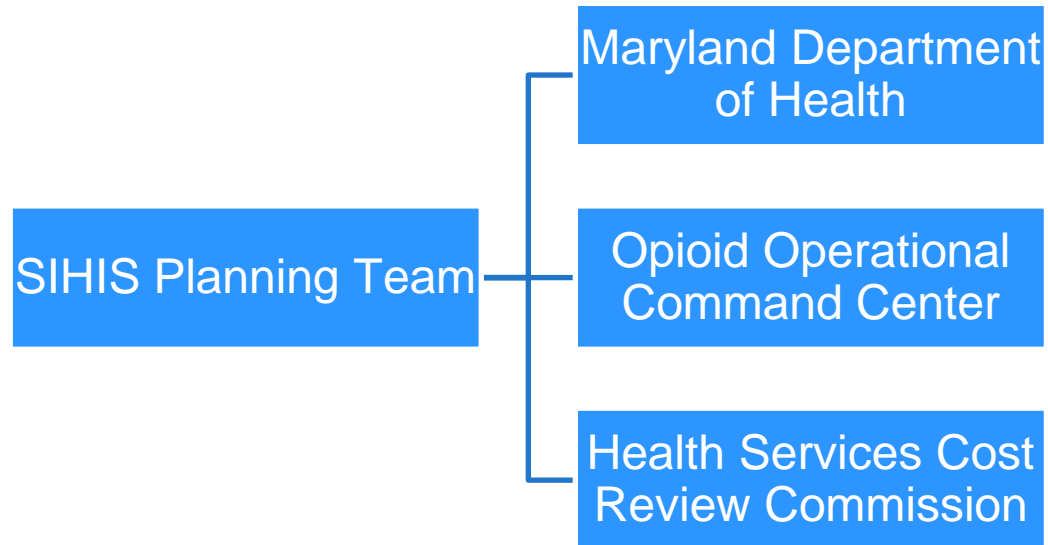 Maryland Department
of Health
SIHIS Planning Team
Opioid Operational
Command Center
Health Services Cost
Review Commission